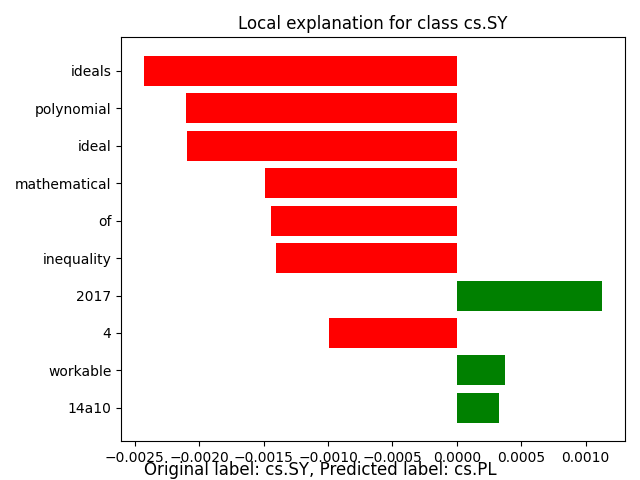 Local explanation for class cs.SY
ideals
polynomial
ideal
mathematical
of
inequality
2017
4
workable
14a10
−0.0025 −0.0020 −0.0015 −0.0010 −0.0005 0.0000 0.0005 0.0010
Original label: cs.SY, Predicted label: cs.PL